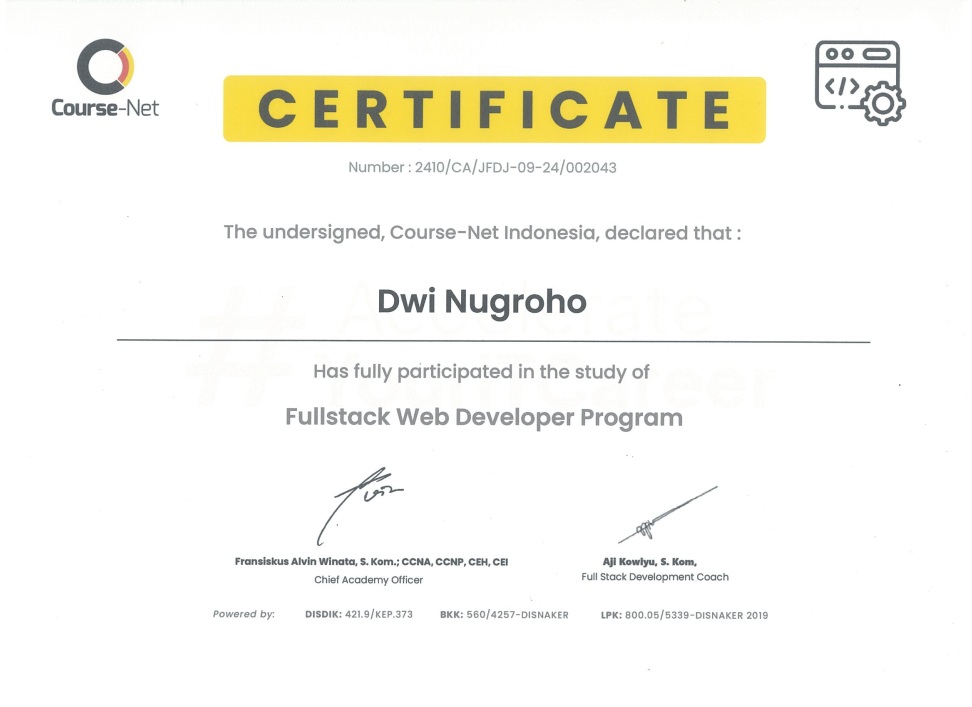 Course-Net
CERTIFICATE
</>
Number : 2410/CA/JFDJ-09-24/002043
The undersigned, Course-Net Indonesia, declared that :
# Accelerate
Your IT Career
Dwi Nugroho
Has fully participated in the study of
Fullstack Web Developer Program
Fransiskus Alvin Winata, S. Kom.; CCNA, CCNP, CEH, CEI
Chief Academy Officer
Aji Kowiyu, S. Kom,
Full Stack Development Coach
Powered by: DISDIK: 421.9/KEP.373 BKK: 560/4257-DISNAKER LPK: 800.05/5339-DISNAKER 2019